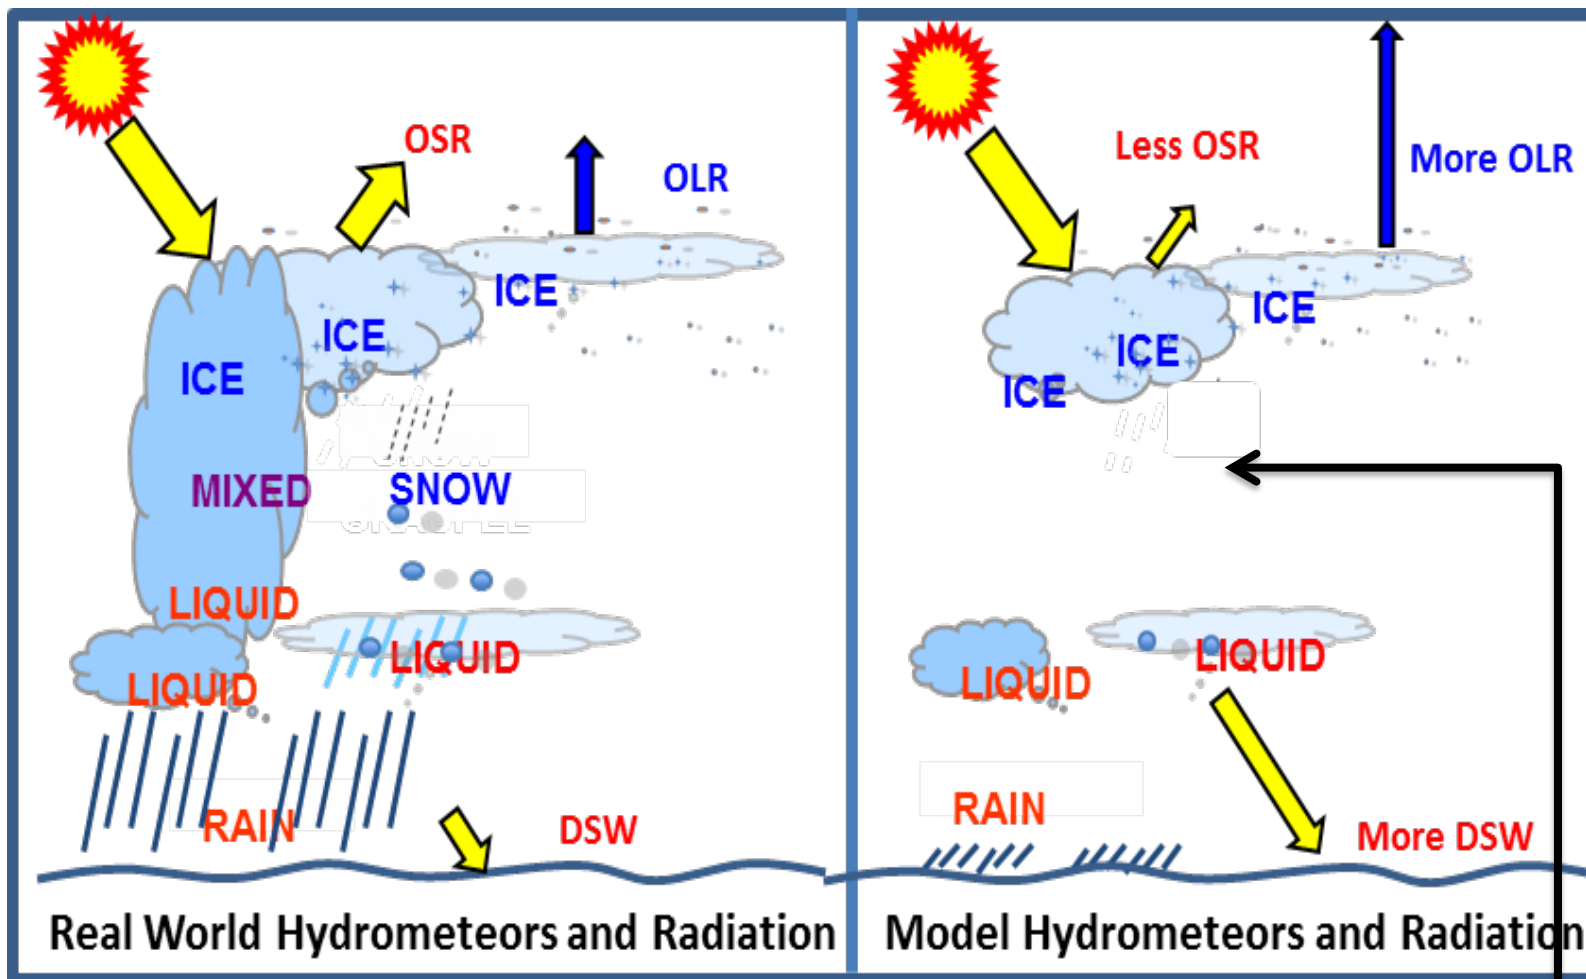 OSR
OLR
ICE
ICE
ICE
MIXED
SNOW
LIQUID
LIQUID
LIQUID
RAIN
DSW
Real World Hydrometeors and Radiation
Less OSR
More OLR
ICE
ICE
ICE
LIQUID
LIQUID
RAIN
More DSW
Model Hydrometeors and Radiation